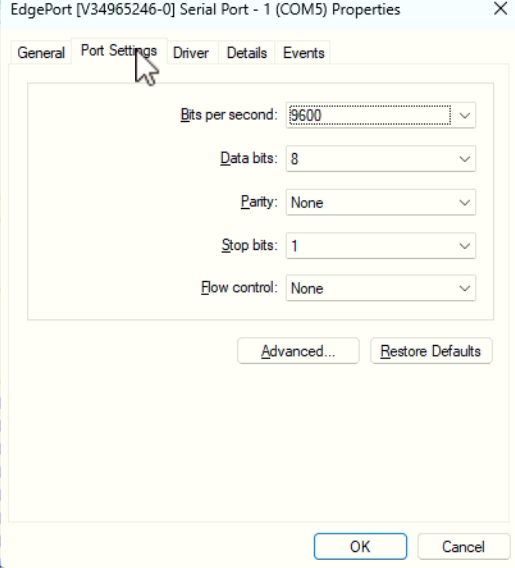 EdgePort [V34965246-0] Serial Port - 1 (COM5) Properties
General Port Settings Driver Details Events
Bits per second: 9600
Data bits: 8
Parity: None
Stop bits: 1
Flow control: None
Advanced... Restore Defaults
OK Cancel